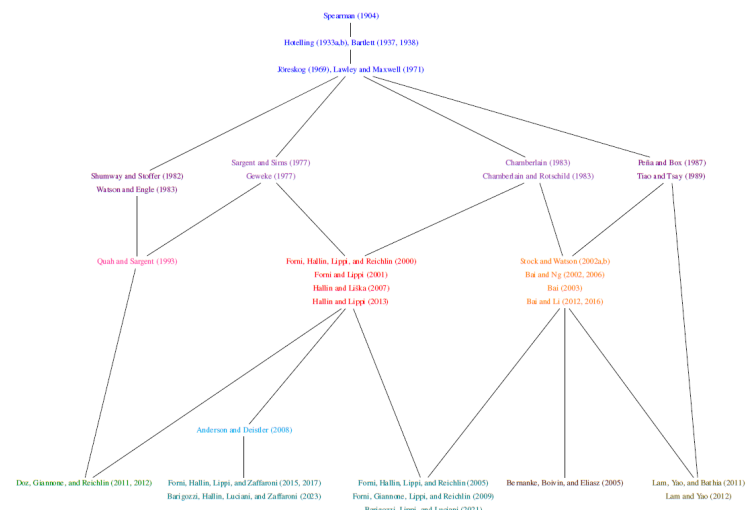 Spearman (1904)
Hotelling (1933a,b), Bartlett (1937, 1938)
Jöreskog (1969), Lawley and Maxwell (1971)
Shumway and Stoffer (1982)
Watson and Engle (1983)
Sargent and Sims (1977)
Geweke (1977)
Chamberlain (1983)
Chamberlain and Rotschild (1983)
Peña and Box (1987)
Tiao and Tsay (1989)
Quah and Sargent (1993)
Forni, Hallin, Lippi, and Reichlin (2000)
Forni and Lippi (2001)
Hallin and Liška (2007)
Hallin and Lippi (2013)
Stock and Watson (2002a,b)
Bai and Ng (2002, 2006)
Bai (2003)
Bai and Li (2012, 2016)
Anderson and Deistler (2008)
Doz, Giannone, and Reichlin (2011, 2012)
Forni, Hallin, Lippi, and Zaffaroni (2015, 2017)
Barigozzi, Hallin, Luciani, and Zaffaroni (2023)
Forni, Hallin, Lippi, and Reichlin (2005)
Forni, Giannone, Lippi, and Reichlin (2009)
Barigozzi, Lippi, and Luciani (2021)
Bernanke, Boivin, and Eliasz (2005)
Lam, Yao, and Bathia (2011)
Lam and Yao (2012)